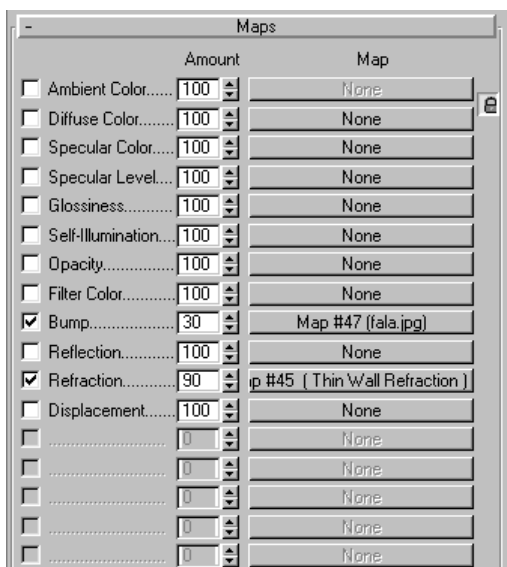 - Maps
Amount Map
Ambient Color...... 100 None
Diffuse Color........ 100 None
Specular Color..... 100 None
Specular Level.... 100 None
Glossiness........... 100 None
Self-Illumination.... 100 None
Opacity............... 100 None
Filter Color........... 100 None
Bump.................. 30 Map #47 (fala.jpg)
Reflection............ 100 None
Refraction........... 90 p #45 ( Thin Wall Refraction )
Displacement....... 100 None
......................... 0 None
......................... 0 None
......................... 0 None
......................... 0 None
......................... 0 None